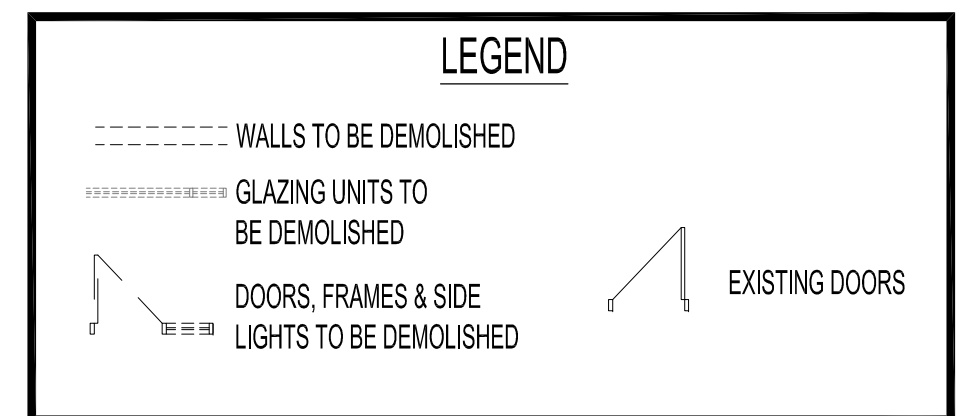 LEGEND
WALLS TO BE DEMOLISHED
GLAZING UNITS TO
BE DEMOLISHED
DOORS, FRAMES & SIDE
LIGHTS TO BE DEMOLISHED
EXISTING DOORS